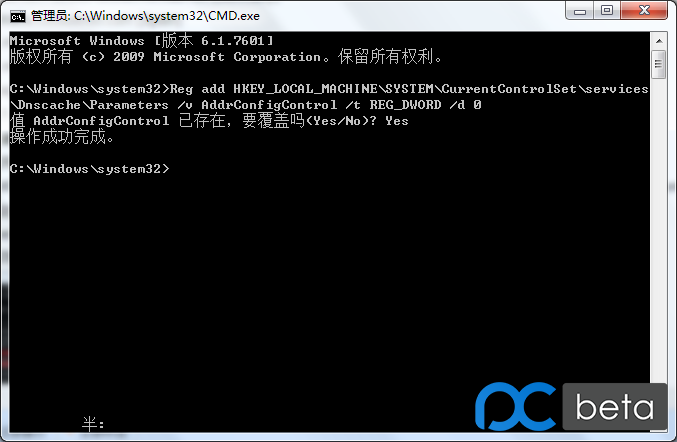 管理员: C:\Windows\system32\CMD.exe
Microsoft Windows [版本 6.1.7601]
版权所有 (c) 2009 Microsoft Corporation。保留所有权利。
C:\Windows\system32>Reg add HKEY_LOCAL_MACHINE\SYSTEM\CurrentControlSet\services
\Dnscache\Parameters /v AddrConfigControl /t REG_DWORD /d 0
值 AddrConfigControl 已存在，要覆盖吗(Yes/No)? Yes
操作成功完成。
C:\Windows\system32>
半:
pc beta